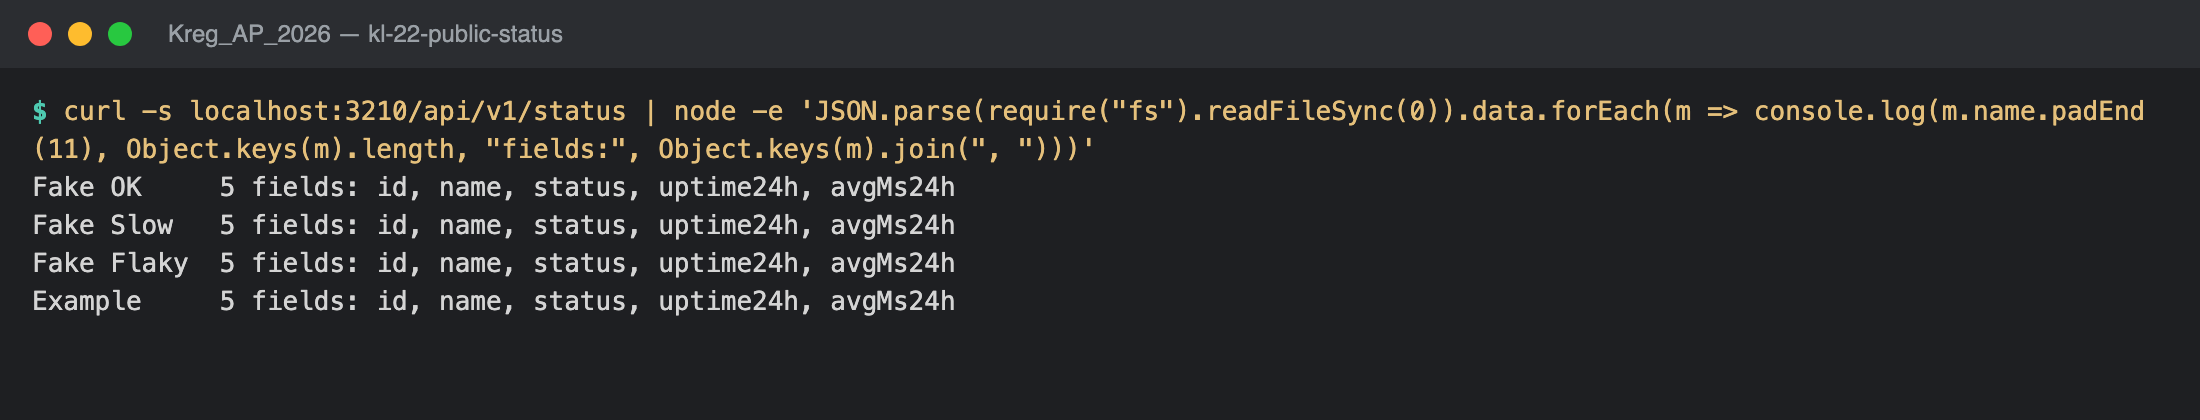 Kreg_AP_2026 — kl-22-public-status
$ curl -s localhost:3210/api/v1/status | node -e 'JSON.parse(require("fs").readFileSync(0)).data.forEach(m => console.log(m.name.padEnd
(11), Object.keys(m).length, "fields:", Object.keys(m).join(", ")))'
Fake OK     5 fields: id, name, status, uptime24h, avgMs24h
Fake Slow   5 fields: id, name, status, uptime24h, avgMs24h
Fake Flaky  5 fields: id, name, status, uptime24h, avgMs24h
Example     5 fields: id, name, status, uptime24h, avgMs24h